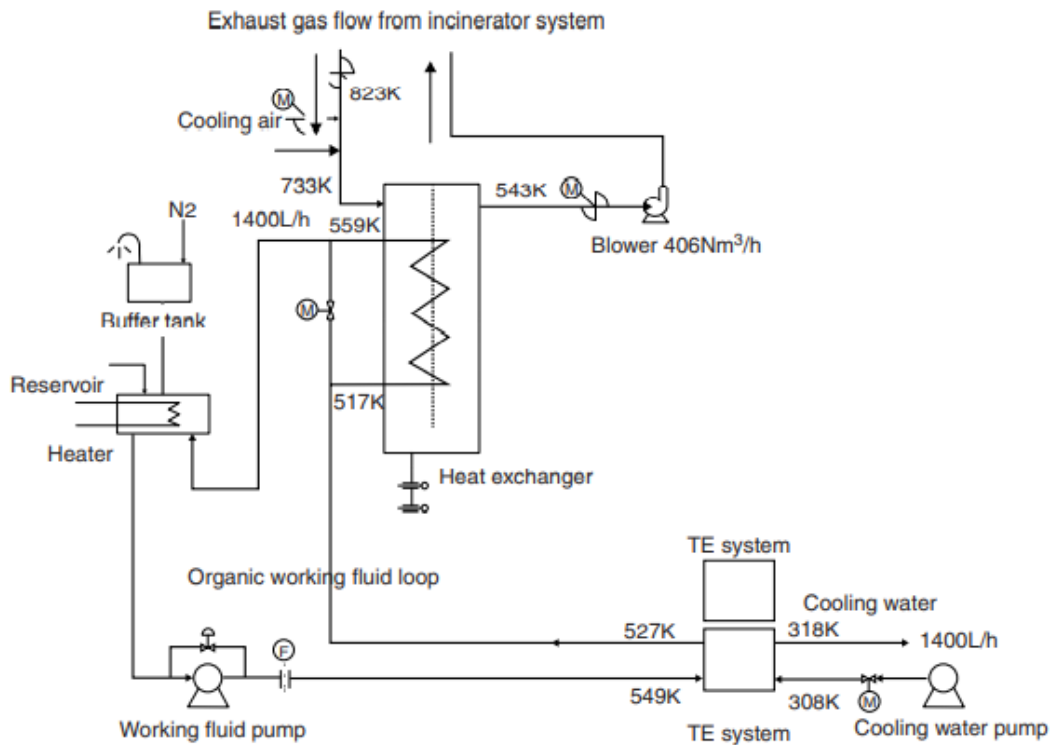 Exhaust gas flow from incinerator system
823K
M
Cooling air
733K
543K
M
N2
1400L/h
559K
Blower 406Nm³/h
M
Buffer tank
Reservoir
517K
Heater
Heat exchanger
TE system
Organic working fluid loop
Cooling water
527K
318K
1400L/h
F
549K
308K
M
Working fluid pump
TE system
Cooling water pump